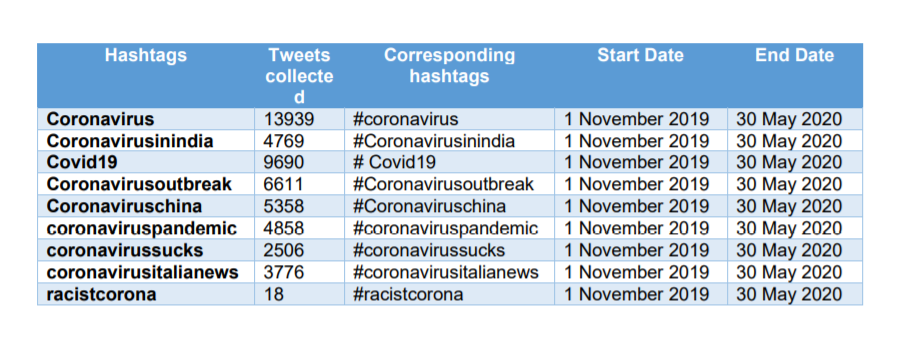 Hashtags Tweets collecte d Corresponding hashtags Start Date End Date
Coronavirus 13939 #coronavirus 1 November 2019 30 May 2020
Coronavirusinindia 4769 #Coronavirusinindia 1 November 2019 30 May 2020
Covid19 9690 # Covid19 1 November 2019 30 May 2020
Coronavirusoutbreak 6611 #Coronavirusoutbreak 1 November 2019 30 May 2020
Coronaviruschina 5358 #Coronaviruschina 1 November 2019 30 May 2020
coronaviruspandemic 4858 #coronaviruspandemic 1 November 2019 30 May 2020
coronavirussucks 2506 #coronavirussucks 1 November 2019 30 May 2020
coronavirusitalianews 3776 #coronavirusitalianews 1 November 2019 30 May 2020
racistcorona 18 #racistcorona 1 November 2019 30 May 2020